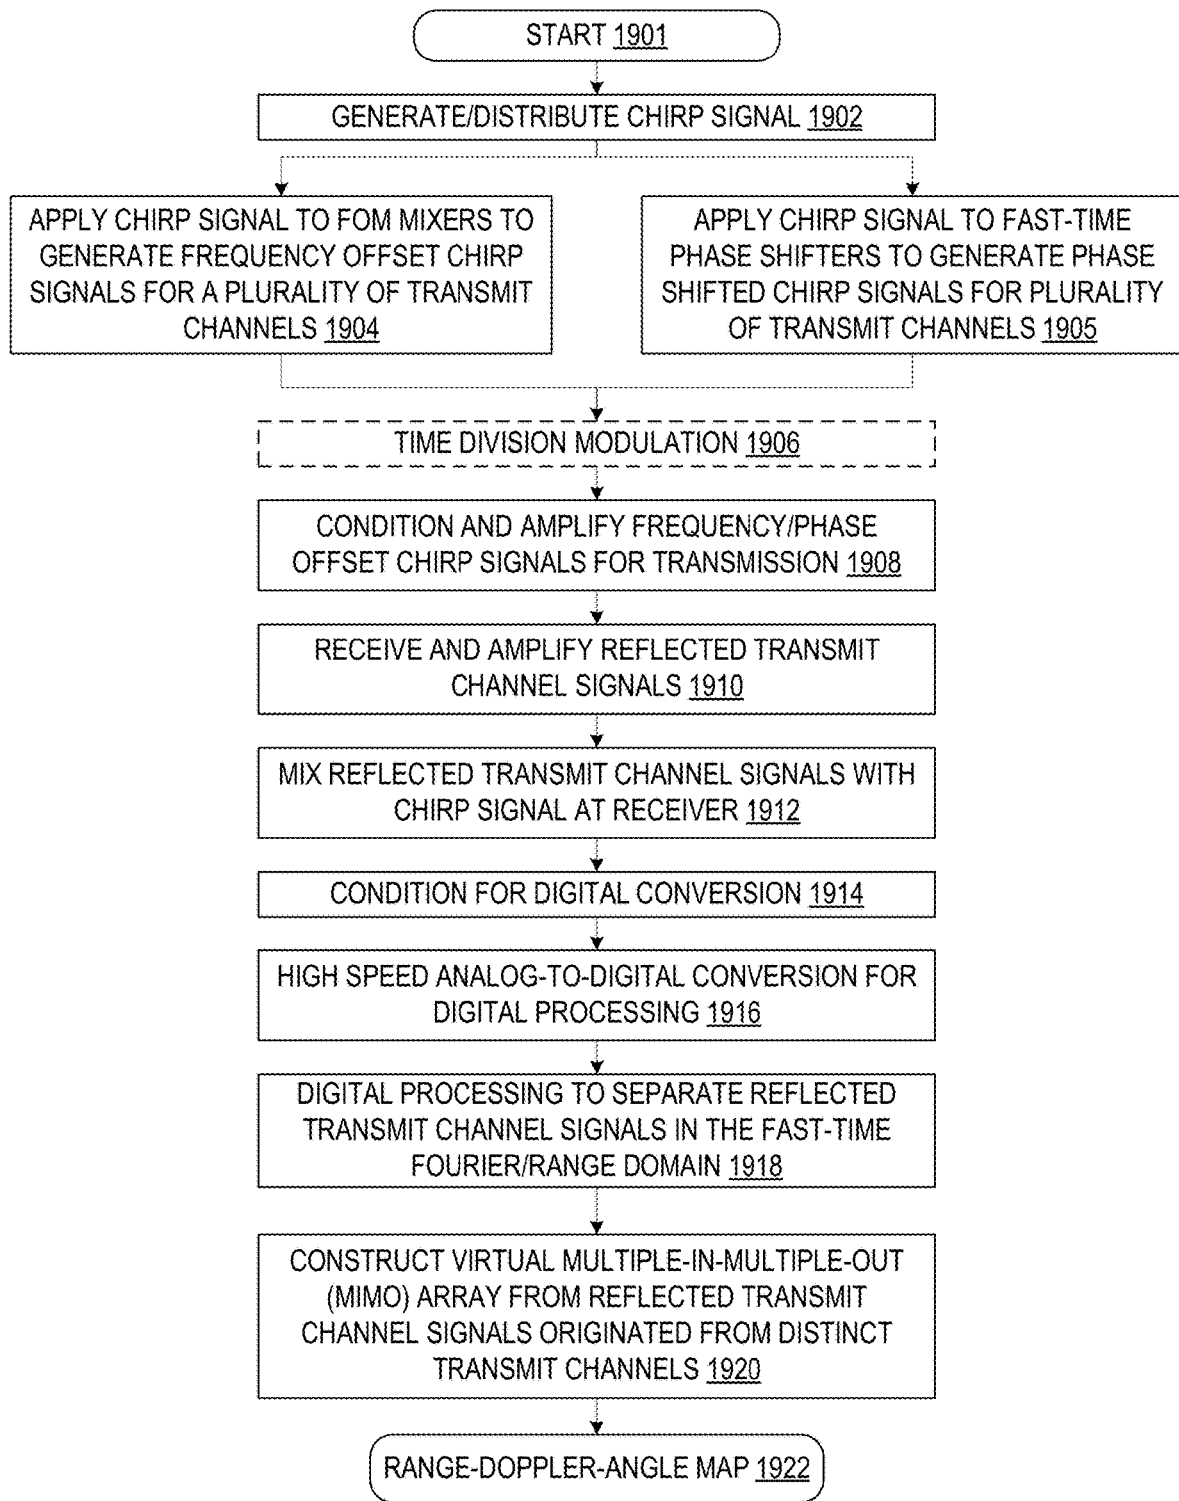 START 1901
GENERATE/DISTRIBUTE CHIRP SIGNAL 1902
APPLY CHIRP SIGNAL TO FOM MIXERS TO
GENERATE FREQUENCY OFFSET CHIRP
SIGNALS FOR A PLURALITY OF TRANSMIT
CHANNELS 1904
APPLY CHIRP SIGNAL TO FAST-TIME
PHASE SHIFTERS TO GENERATE PHASE
SHIFTED CHIRP SIGNALS FOR PLURALITY
OF TRANSMIT CHANNELS 1905
TIME DIVISION MODULATION 1906
CONDITION AND AMPLIFY FREQUENCY/PHASE
OFFSET CHIRP SIGNALS FOR TRANSMISSION 1908
RECEIVE AND AMPLIFY REFLECTED TRANSMIT
CHANNEL SIGNALS 1910
MIX REFLECTED TRANSMIT CHANNEL SIGNALS WITH
CHIRP SIGNAL AT RECEIVER 1912
CONDITION FOR DIGITAL CONVERSION 1914
HIGH SPEED ANALOG-TO-DIGITAL CONVERSION FOR
DIGITAL PROCESSING 1916
DIGITAL PROCESSING TO SEPARATE REFLECTED
TRANSMIT CHANNEL SIGNALS IN THE FAST-TIME
FOURIER/RANGE DOMAIN 1918
CONSTRUCT VIRTUAL MULTIPLE-IN-MULTIPLE-OUT
(MIMO) ARRAY FROM REFLECTED TRANSMIT
CHANNEL SIGNALS ORIGINATED FROM DISTINCT
TRANSMIT CHANNELS 1920
RANGE-DOPPLER-ANGLE MAP 1922